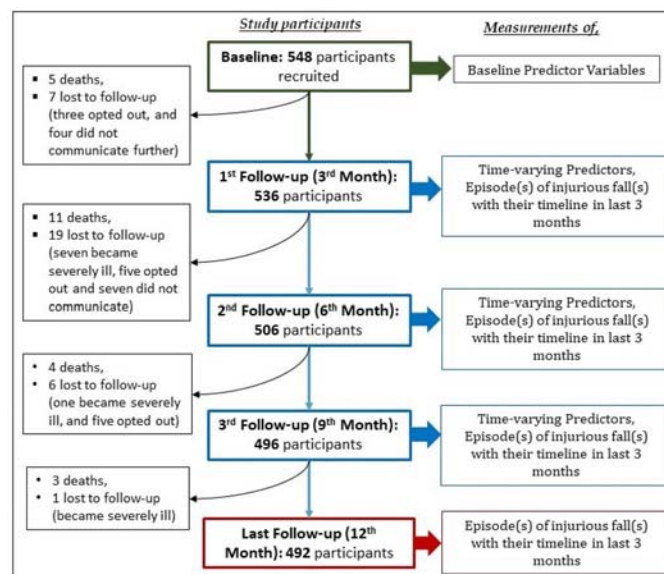 Study participants
Measurements of,
Baseline: 548 participants
recruited
Baseline Predictor Variables
▪ 5 deaths,
▪ 7 lost to follow-up
(three opted out, and
four did not
communicate further)
1st Follow-up (3rd Month):
536 participants
Time-varying Predictors,
Episode(s) of injurious fall(s)
with their timeline in last 3
months
▪ 11 deaths,
▪ 19 lost to follow-up
(seven became
severely ill, five opted
out and seven did not
communicate)
2nd Follow-up (6th Month):
506 participants
Time-varying Predictors,
Episode(s) of injurious fall(s)
with their timeline in last 3
months
• 4 deaths,
• 6 lost to follow-up
(one became severely
ill, and five opted out)
3rd Follow-up (9th Month):
496 participants
Time-varying Predictors,
Episode(s) of injurious fall(s)
with their timeline in last 3
months
• 3 deaths,
• 1 lost to follow-up
(became severely ill)
Last Follow-up (12th
Month): 492 participants
Episode(s) of injurious fall(s)
with their timeline in last 3
months